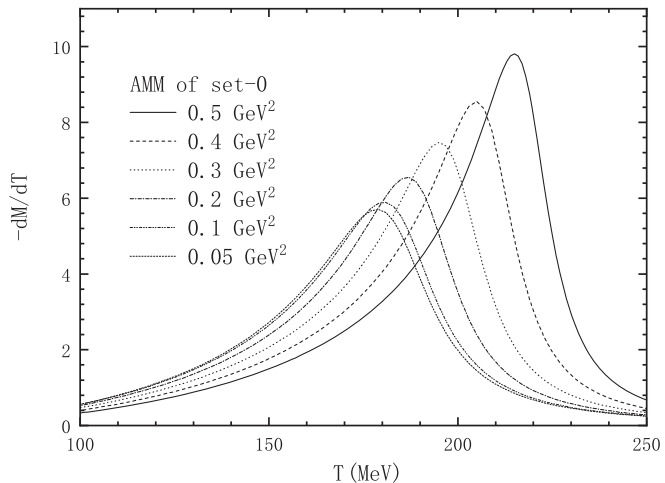 10
8
6
4
2
0
-dM/dT
AMM of set-0
0.5 GeV²
0.4 GeV²
0.3 GeV²
0.2 GeV²
0.1 GeV²
0.05 GeV²
100 150 200 250
T(MeV)